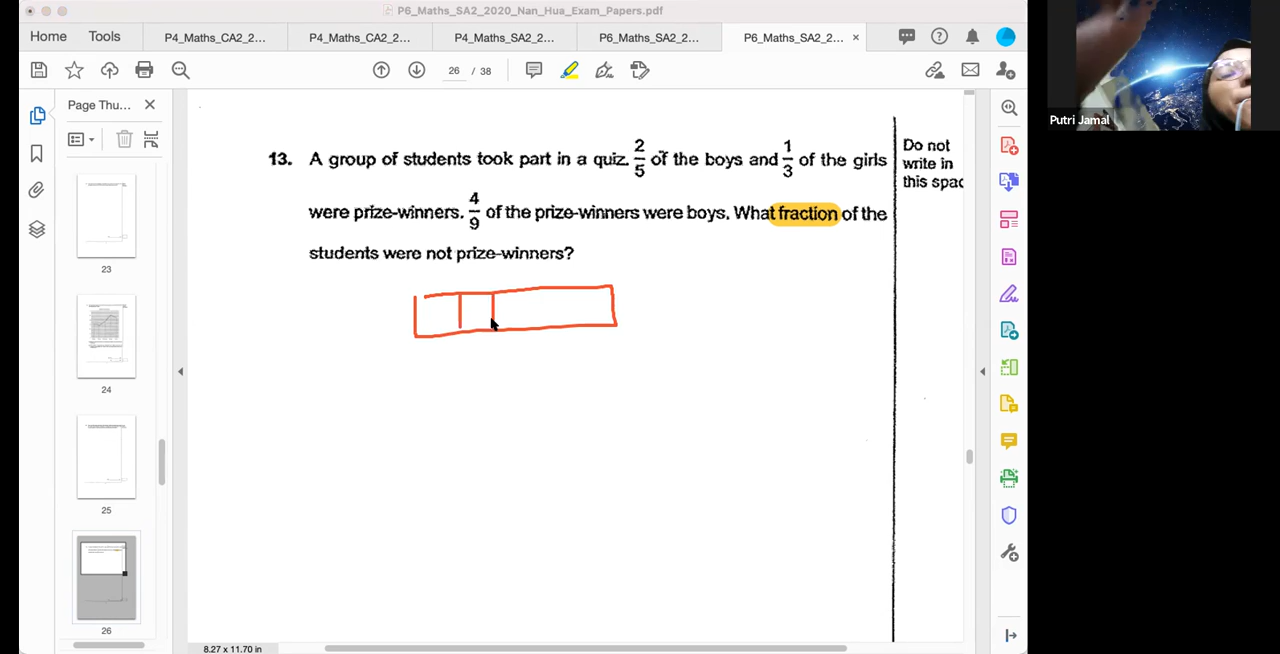 P6_Maths_SA2_2020_Nan_Hua_Exam_Papers.pdf
Home Tools P4_Maths_CA2_2... P4_Maths_CA2_2... P4_Maths_SA2_2... P6_Maths_SA2_2... P6_Maths_SA2_2... ×
26 / 38
Page Thu...
23
24
25
26
13. A group of students took part in a quiz. 2/5 of the boys and 1/3 of the girls
were prize-winners. 4/9 of the prize-winners were boys. What fraction of the
students were not prize-winners?
Do not
write in
this spac
8.27 x 11.70 in
Putri Jamal